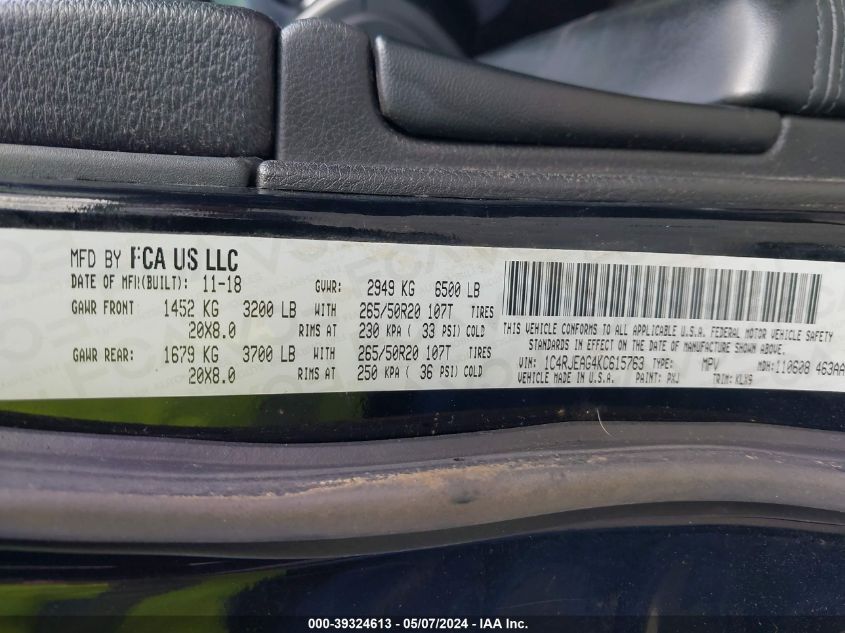 MFD BY FCA US LLC
DATE OF MFR(BUILT): 11-18 GVWR: 2949 KG 6500 LB
GAWR FRONT 1452 KG 3200 LB WITH 265/50R20 107T TIRES
20X8.0 RIMS AT 230 KPA ( 33 PSI) COLD
GAWR REAR: 1679 KG 3700 LB WITH 265/50R20 107T TIRES
20X8.0 RIMS AT 250 KPA ( 36 PSI) COLD
THIS VEHICLE CONFORMS TO ALL APPLICABLE U.S.A. FEDERAL MOTOR VEHICLE SAFETY
STANDARDS IN EFFECT ON THE DATE OF MANUFACTURE SHOWN ABOVE.
VIN: 1C4RJEAG4KC615763 TYPE: MPV MDH: 110608 463AA
VEHICLE MADE IN U.S.A. PAINT: PXJ TRIM: KLX9
000-39324613 - 05/07/2024 - IAA Inc.